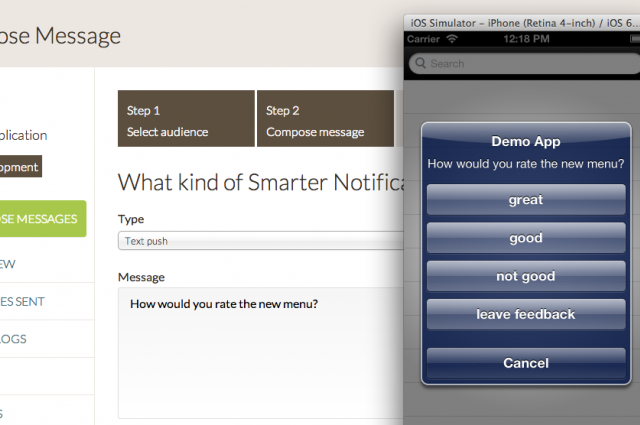 ose Message
plication
opment
SE MESSAGES
EW
ES SENT
LOGS
S
Step 1
Select audience
Step 2
Compose message
What kind of Smarter Notifica
Type
Text push
Message
How would you rate the new menu?
iOS Simulator – iPhone (Retina 4-inch) / iOS 6...
Carrier
12:18 PM
Search
Demo App
How would you rate the new menu?
great
good
not good
leave feedback
Cancel